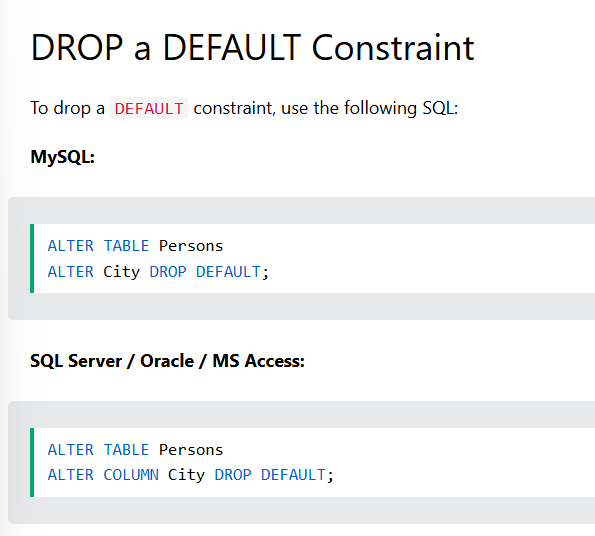 DROP a DEFAULT Constraint
To drop a DEFAULT constraint, use the following SQL:
MySQL:
ALTER TABLE Persons
ALTER City DROP DEFAULT;
SQL Server / Oracle / MS Access:
ALTER TABLE Persons
ALTER COLUMN City DROP DEFAULT;